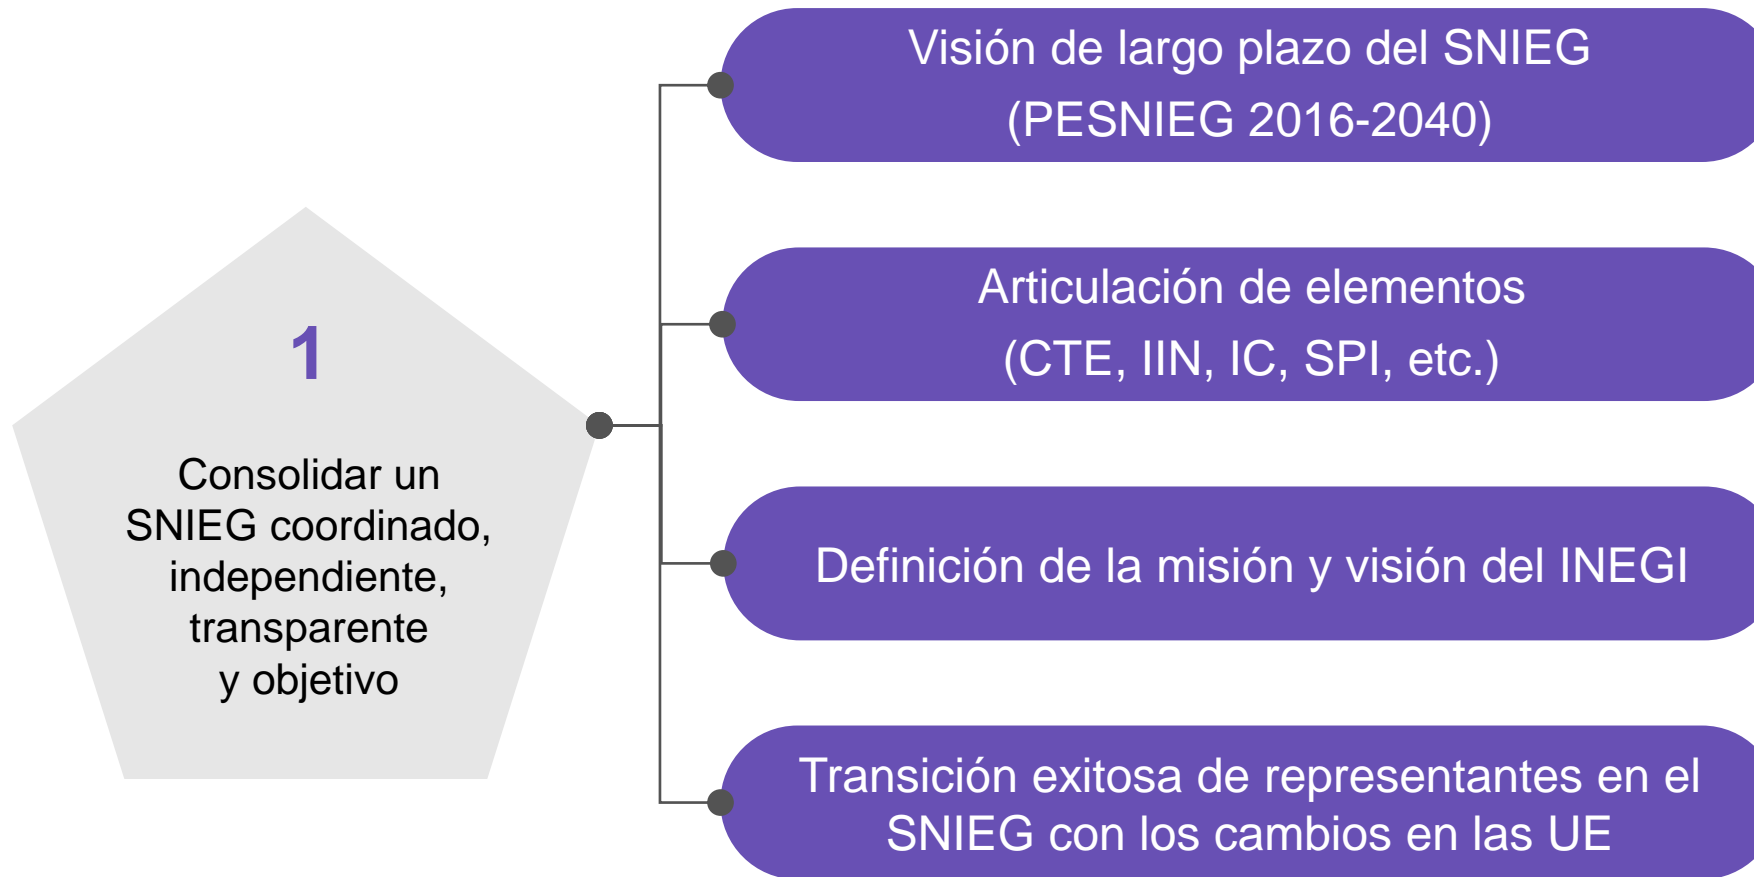 1
Consolidar un
SNIEG coordinado,
independiente,
transparente
y objetivo
Visión de largo plazo del SNIEG
(PESNIEG 2016-2040)
Articulación de elementos
(CTE, IIN, IC, SPI, etc.)
Definición de la misión y visión del INEGI
Transición exitosa de representantes en el
SNIEG con los cambios en las UE